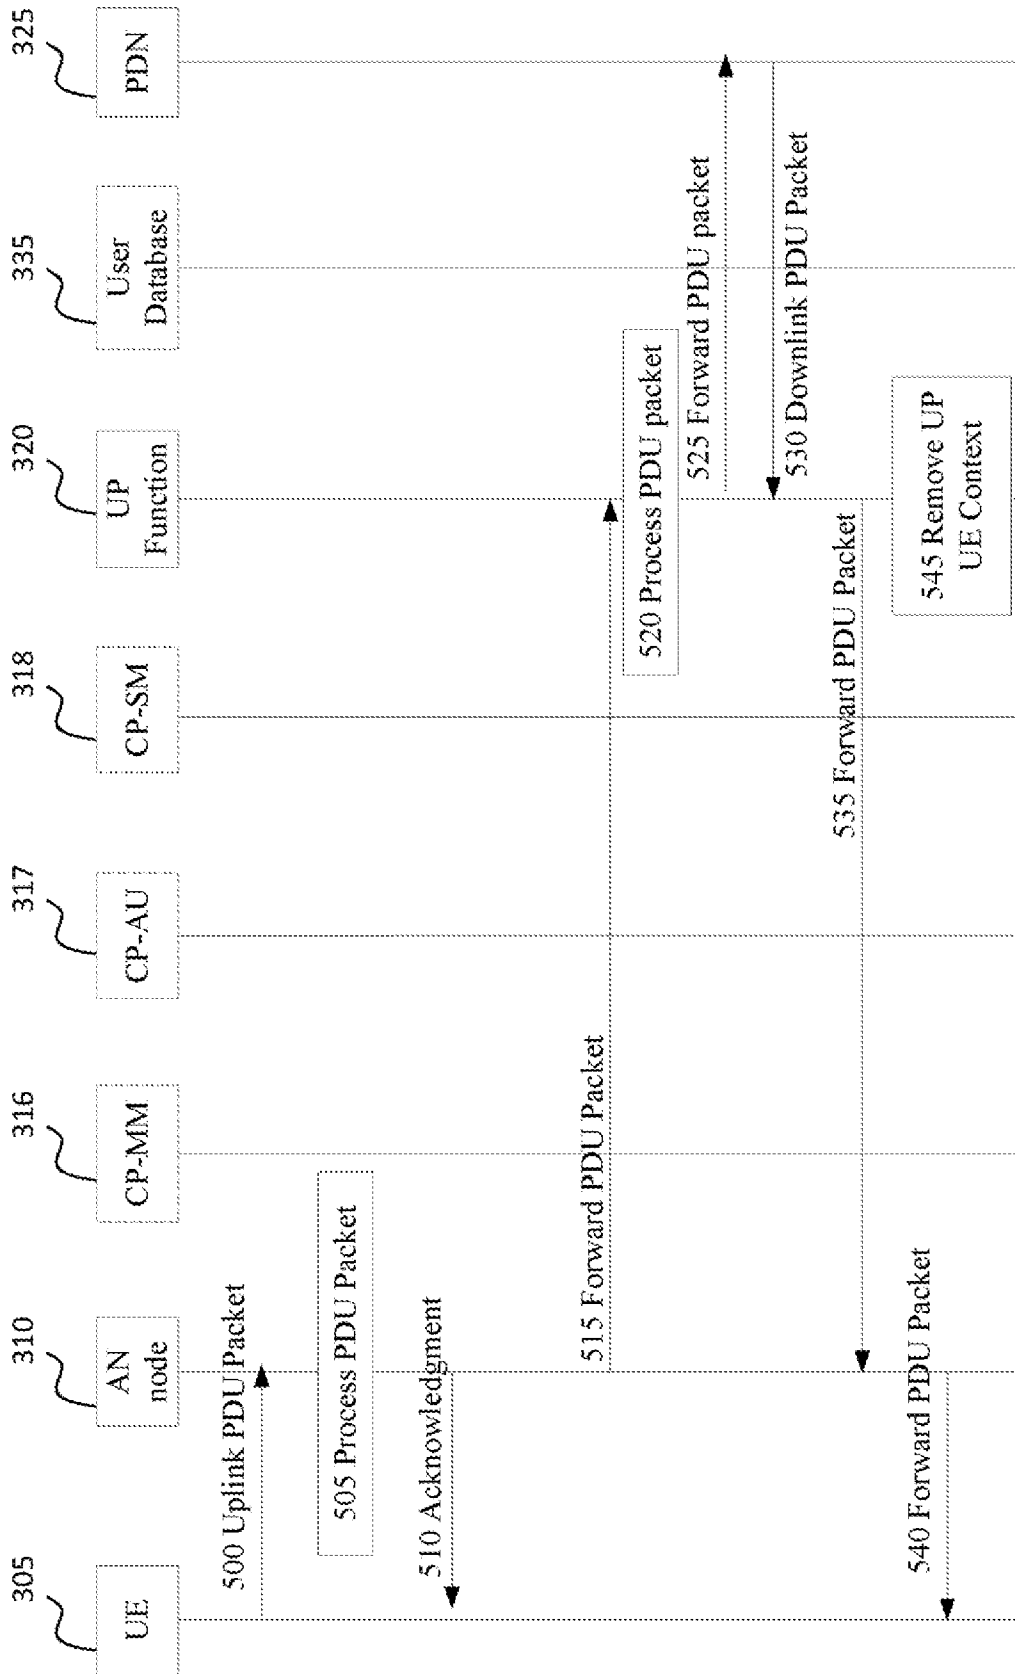 305
310
316
317
318
320
335
325
UE
AN
node
CP-MM
CP-AU
CP-SM
UP
Function
User
Database
PDN
500 Uplink PDU Packet
505 Process PDU Packet
510 Acknowledgment
515 Forward PDU Packet
520 Process PDU packet
525 Forward PDU packet
530 Downlink PDU Packet
535 Forward PDU Packet
545 Remove UP
UE Context
540 Forward PDU Packet